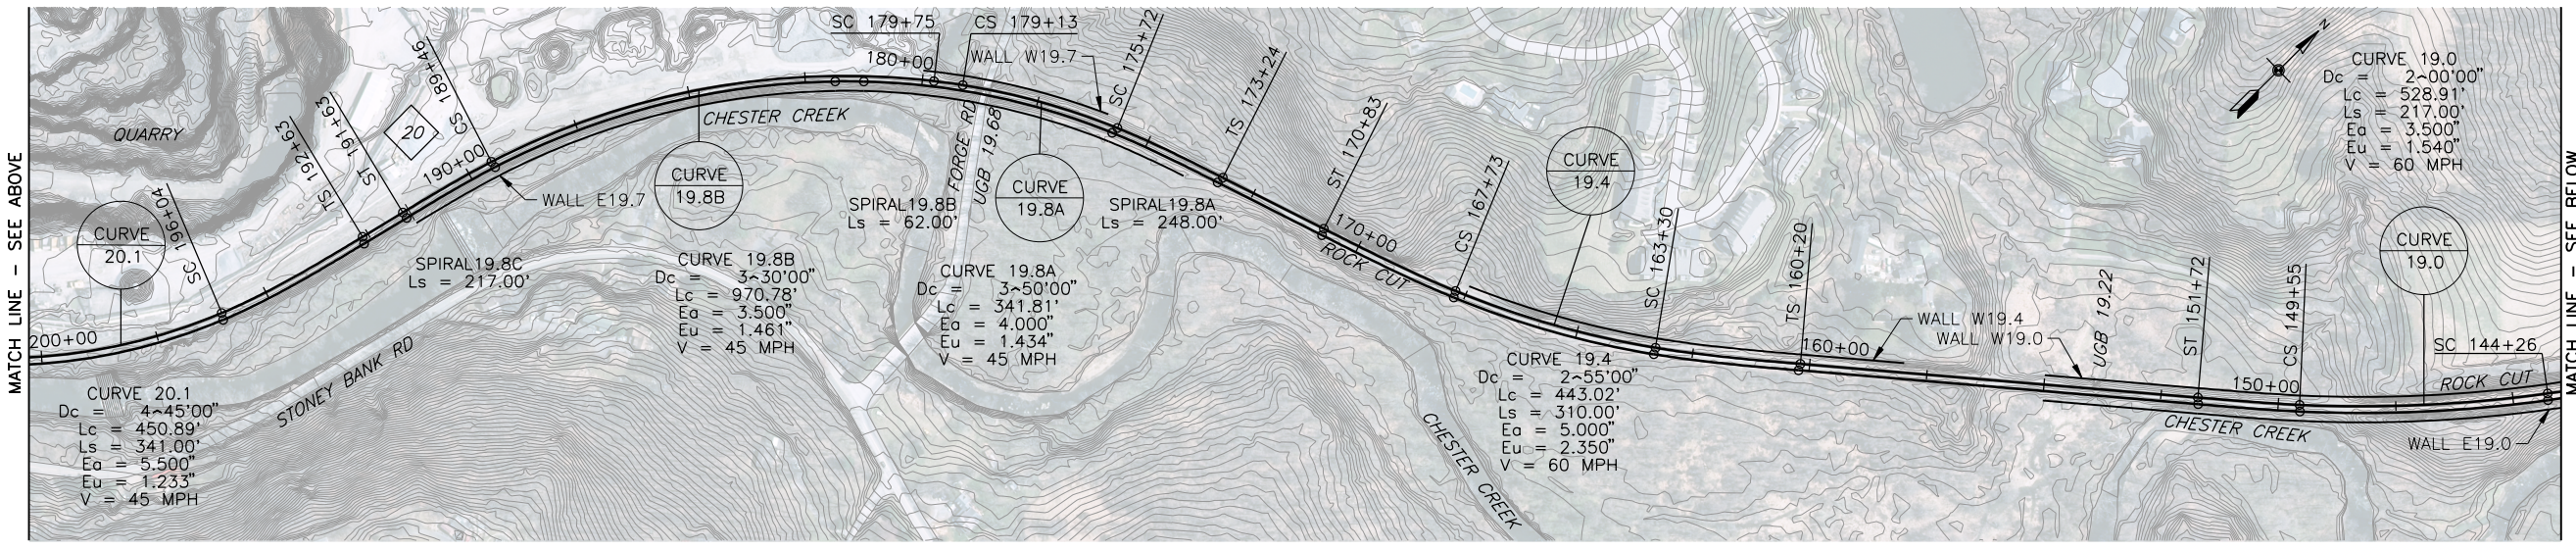 MATCH LINE - SEE ABOVE
QUARRY
CURVE
20.1
200+00
CURVE 20.1
Dc = 4~45'00"
Lc = 450.89'
Ls = 341.00'
Ea = 5.500"
Eu = 1.233"
V = 45 MPH
SC 196+04
TS 192+63
ST 191+63
20
CS 189+46
190+00
WALL E19.7
STONEY BANK RD
SPIRAL19.8C
Ls = 217.00'
CHESTER CREEK
CURVE
19.8B
CURVE 19.8B
Dc = 3~30'00"
Lc = 970.78'
Ea = 3.500"
Eu = 1.461"
V = 45 MPH
SC 179+75
180+00
CS 179+13
WALL W19.7
FORGE RD
UGB 19.68
SPIRAL19.8B
Ls = 62.00'
CURVE
19.8A
CURVE 19.8A
Dc = 3~50'00"
Lc = 341.81'
Ea = 4.000"
Eu = 1.434"
V = 45 MPH
SC 175+72
SPIRAL19.8A
Ls = 248.00'
TS 173+24
ST 170+83
170+00
ROCK CUT
CS 167+73
CHESTER CREEK
CURVE
19.4
CURVE 19.4
Dc = 2~55'00"
Lc = 443.02'
Ls = 310.00'
Ea = 5.000"
Eu = 2.350"
V = 60 MPH
SC 163+30
TS 160+20
160+00
WALL W19.4
WALL W19.0
UGB 19.22
ST 151+72
150+00
CS 149+55
CHESTER CREEK
CURVE
19.0
CURVE 19.0
Dc = 2~00'00"
Lc = 528.91'
Ls = 217.00'
Ea = 3.500"
Eu = 1.540"
V = 60 MPH
N
SC 144+26
ROCK CUT
WALL E19.0
MATCH LINE - SEE BELOW